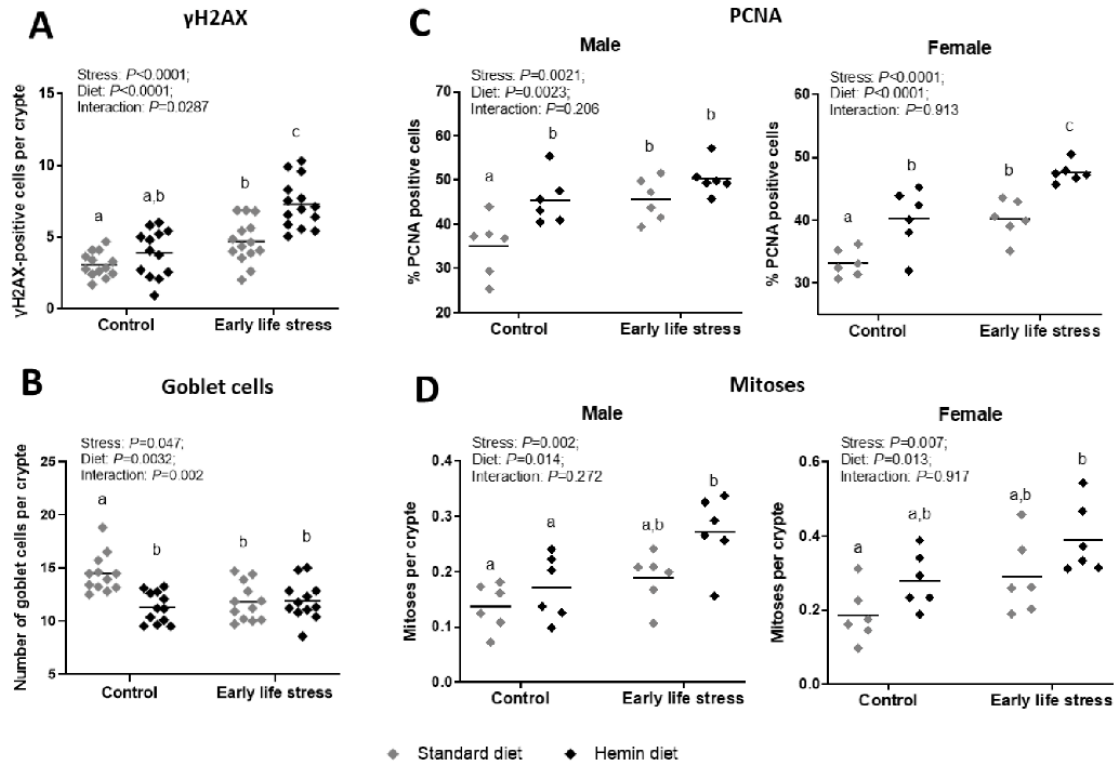 A
γH2AX
Stress: P<0.0001;
Diet: P<0.0001;
Interaction: P=0.0287
γH2AX-positive cells per crypte
15
10
5
0
a
a,b
b
c
Control
Early life stress
C
PCNA
Male
Stress: P=0.0021;
Diet: P=0.0023;
Interaction: P=0.206
% PCNA positive cells
70
60
50
40
30
20
a
b
b
b
Control
Early life stress
Female
Stress: P<0.0001;
Diet: P<0.0001;
Interaction: P=0.913
% PCNA positive cells
60
50
40
30
a
b
b
c
Control
Early life stress
B
Goblet cells
Stress: P=0.047;
Diet: P=0.0032;
Interaction: P=0.002
Number of goblet cells per crypte
25
20
15
10
5
a
b
b
b
Control
Early life stress
D
Mitoses
Male
Stress: P=0.002;
Diet: P=0.014;
Interaction: P=0.272
Mitoses per crypte
0.4
0.3
0.2
0.1
0.0
a
a
a,b
b
Control
Early life stress
Female
Stress: P=0.007;
Diet: P=0.013;
Interaction: P=0.917
Mitoses per crypte
0.6
0.4
0.2
0.0
a
a,b
a,b
b
Control
Early life stress
Standard diet
Hemin diet